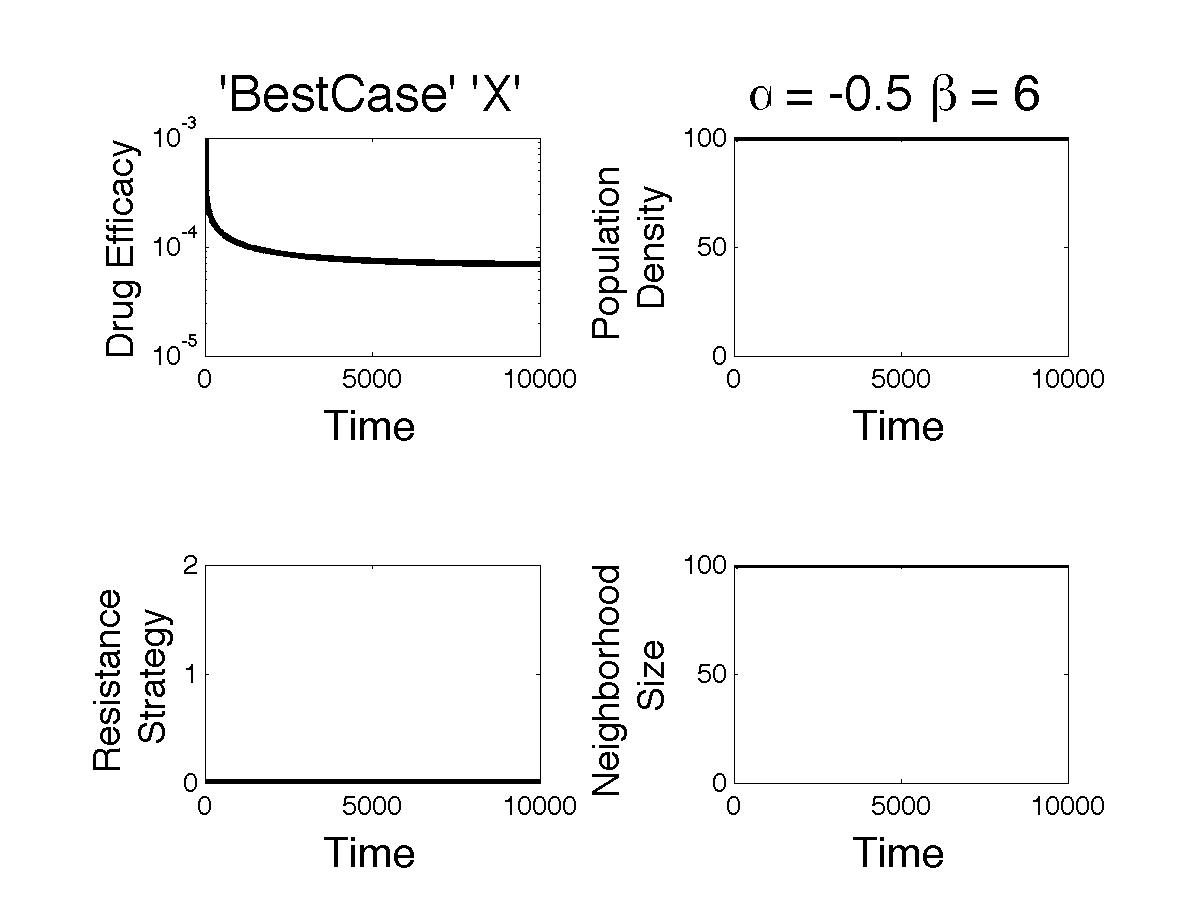 'BestCase' 'X'
10-3
10-4
10-5
Drug Efficacy
0 5000 10000
Time
α = -0.5 β = 6
100
50
0
Population
Density
0 5000 10000
Time
2
1
0
Resistance
Strategy
0 5000 10000
Time
100
50
0
Neighborhood
Size
0 5000 10000
Time